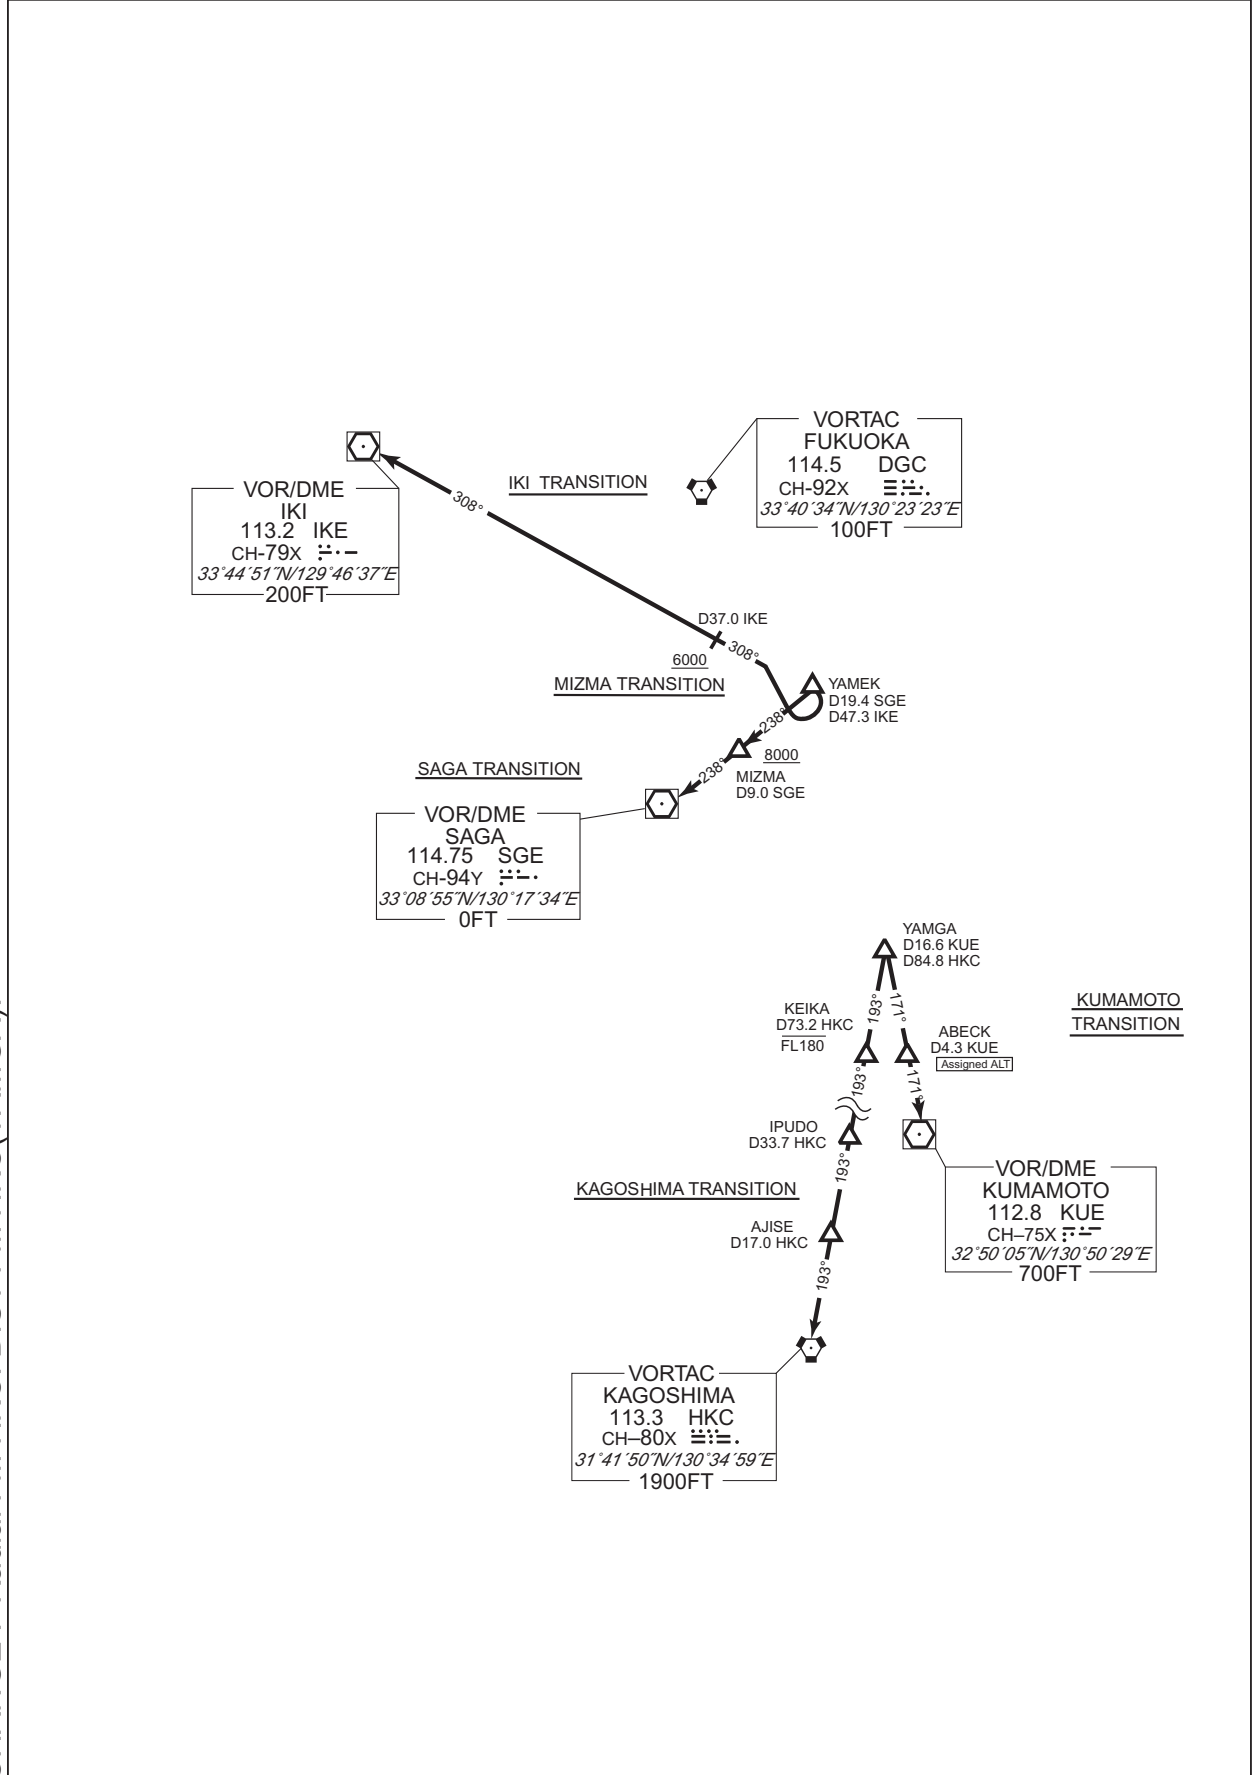 VORTAC
FUKUOKA
114.5 DGC
CH-92X
33°40´34˝N/130°23´23˝E
100FT
IKI TRANSITION
308°
VOR/DME
IKI
113.2 IKE
CH-79X
33°44´51˝N/129°46´37˝E
200FT
D37.0 IKE
308°
6000
MIZMA TRANSITION
YAMEK
D19.4 SGE
D47.3 IKE
238°
8000
MIZMA
D9.0 SGE
238°
SAGA TRANSITION
VOR/DME
SAGA
114.75 SGE
CH-94Y
33°08´55˝N/130°17´34˝E
0FT
YAMGA
D16.6 KUE
D84.8 HKC
193°
171°
KUMAMOTO
TRANSITION
KEIKA
D73.2 HKC
FL180
ABECK
D4.3 KUE
Assigned ALT
193°
171°
IPUDO
D33.7 HKC
193°
KAGOSHIMA TRANSITION
VOR/DME
KUMAMOTO
112.8 KUE
CH–75X
32°50´05˝N/130°50´29˝E
700FT
AJISE
D17.0 HKC
193°
VORTAC
KAGOSHIMA
113.3 HKC
CH–80X
31°41´50˝N/130°34´59˝E
1900FT